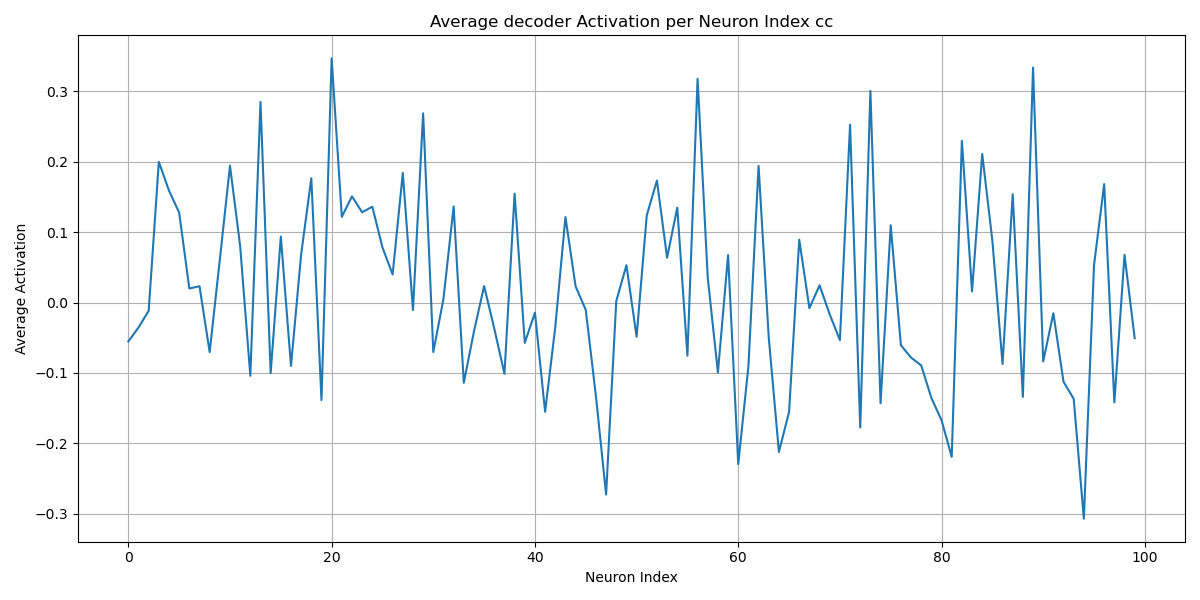 Average decoder Activation per Neuron Index cc
0.3
0.2
0.1
0.0
−0.1
−0.2
−0.3
Average Activation
0 20 40 60 80 100
Neuron Index